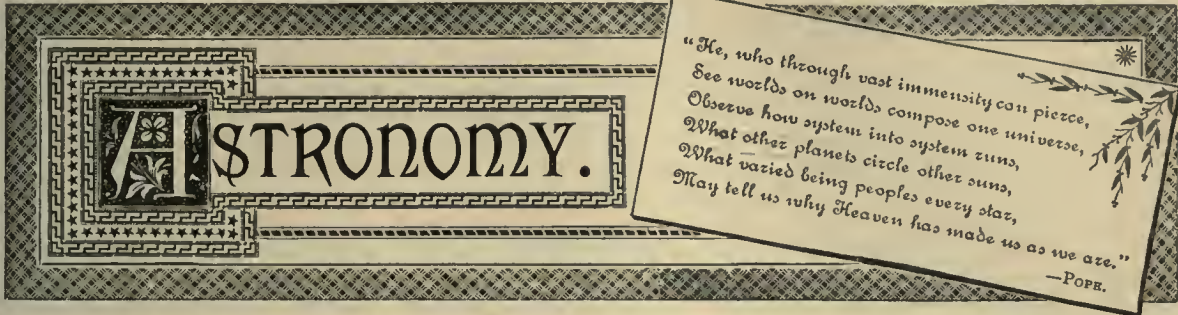 ASTRONOMY.
"He, who through vast immensity can pierce,
See worlds on worlds compose one universe,
Observe how system into system runs,
What other planets circle other suns,
What varied being peoples every star,
May tell us why Heaven has made us as we are."
—POPE.